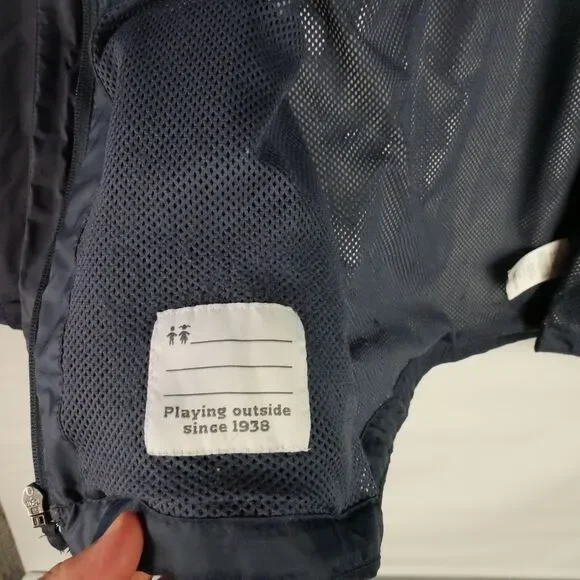 Playing outside
since 1938